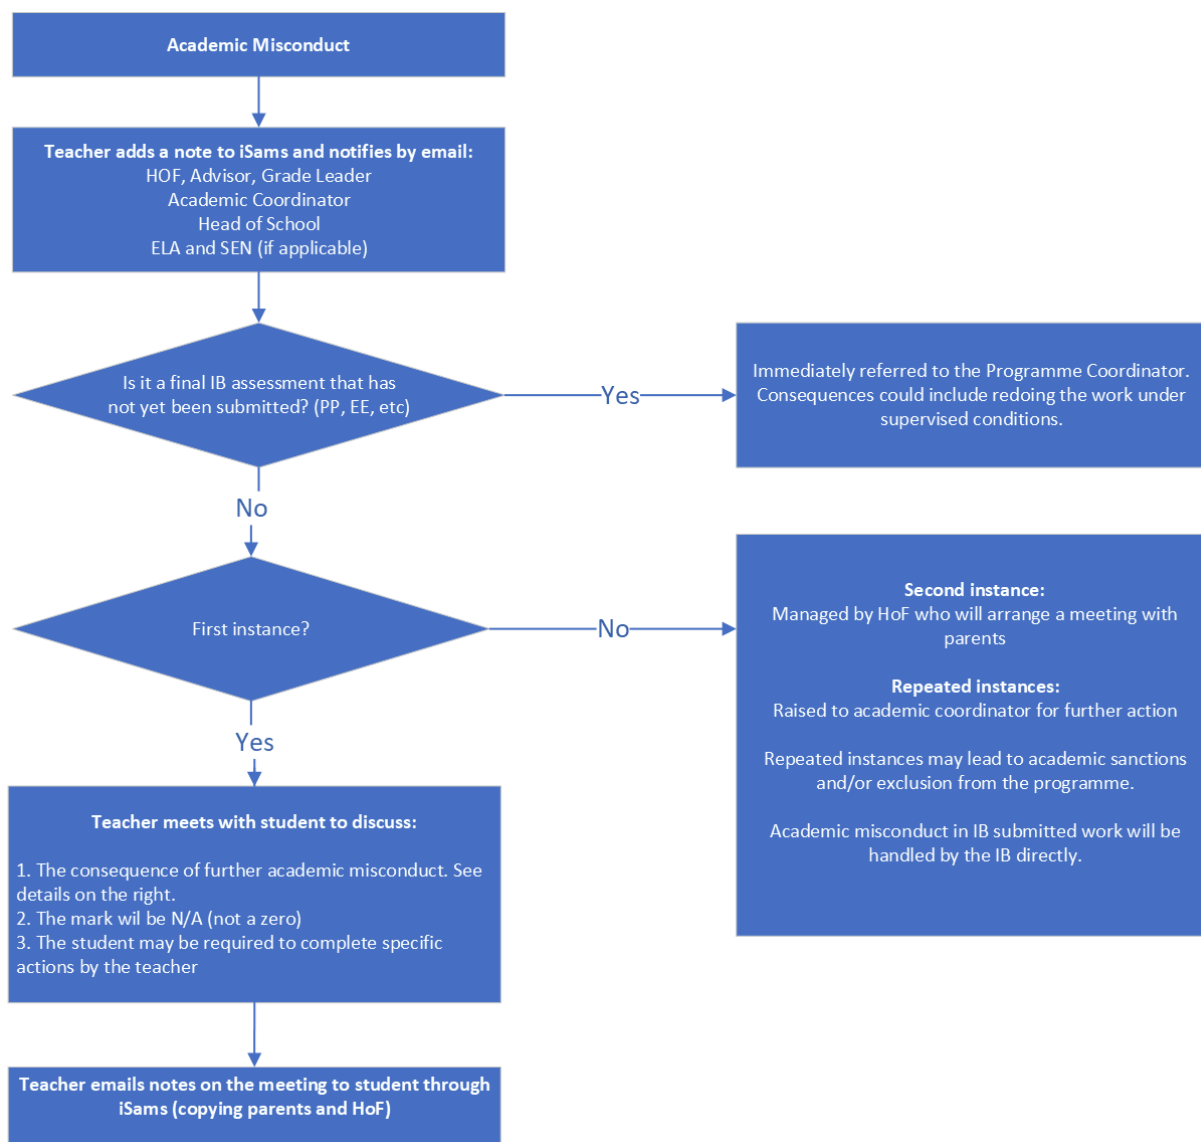 Academic Misconduct
Teacher adds a note to iSams and notifies by email:
HOF, Advisor, Grade Leader
Academic Coordinator
Head of School
ELA and SEN (if applicable)
Is it a final IB assessment that has
not yet been submitted? (PP, EE, etc)
Yes
Immediately referred to the Programme Coordinator.
Consequences could include redoing the work under
supervised conditions.
No
First instance?
No
Second instance:
Managed by HoF who will arrange a meeting with
parents
Repeated instances:
Raised to academic coordinator for further action
Repeated instances may lead to academic sanctions
and/or exclusion from the programme.
Academic misconduct in IB submitted work will be
handled by the IB directly.
Yes
Teacher meets with student to discuss:
1. The consequence of further academic misconduct. See
details on the right.
2. The mark wil be N/A (not a zero)
3. The student may be required to complete specific
actions by the teacher
Teacher emails notes on the meeting to student through
iSams (copying parents and HoF)